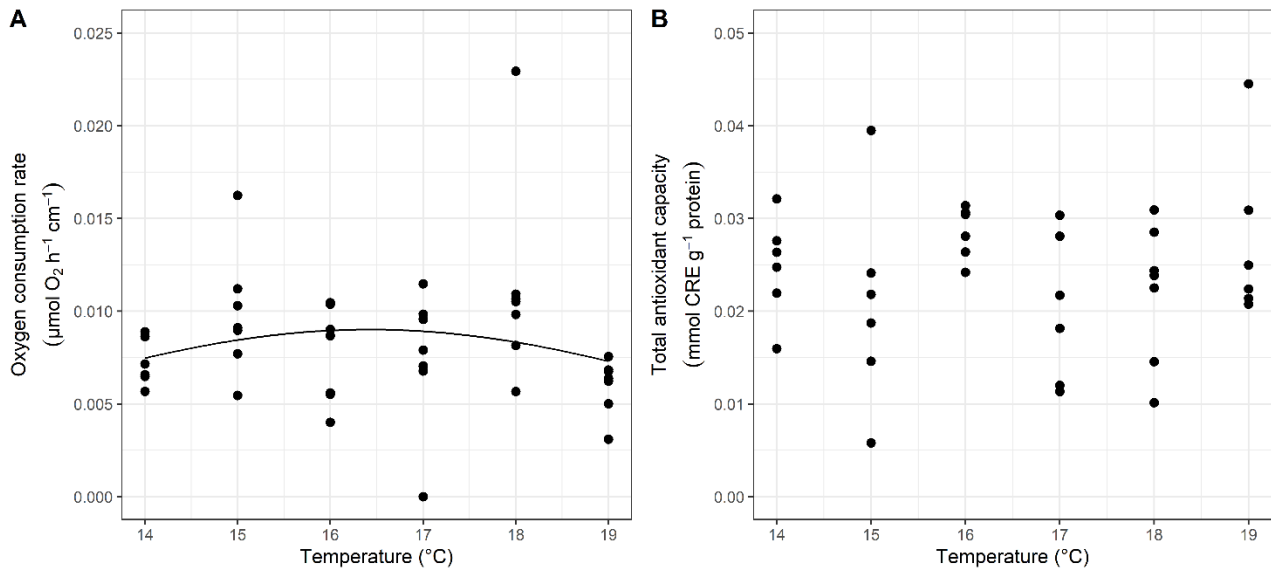 A
Oxygen consumption rate
(µmol O₂ h⁻¹ cm⁻¹)
0.025
0.020
0.015
0.010
0.005
0.000
14 15 16 17 18 19
Temperature (°C)
B
Total antioxidant capacity
(mmol CRE g⁻¹ protein)
0.05
0.04
0.03
0.02
0.01
0.00
14 15 16 17 18 19
Temperature (°C)